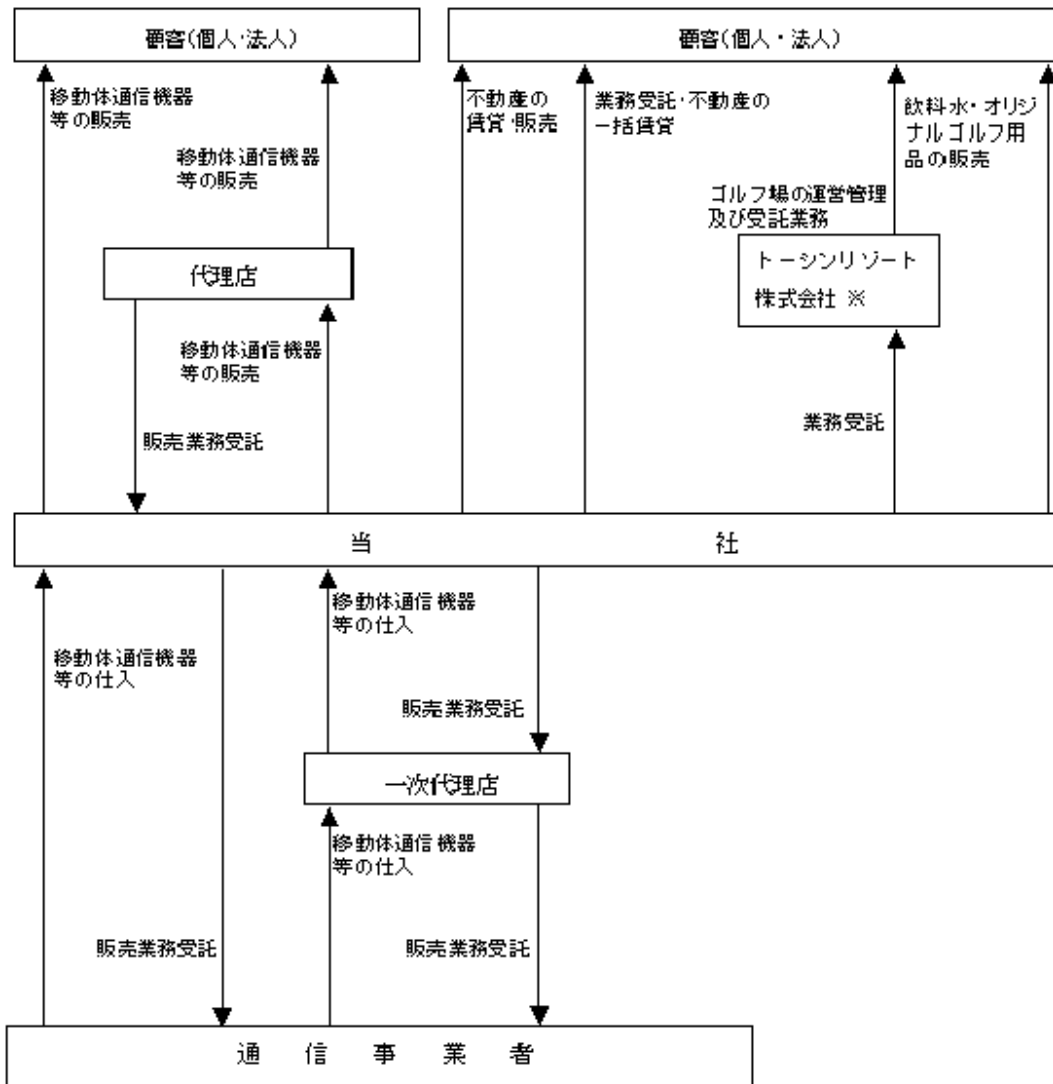 顧客(個人・法人)
顧客(個人・法人)
移動体通信機器
等の販売
移動体通信機器
等の販売
不動産の
賃貸・販売
業務受託・不動産の
一括賃貸
飲料水・オリジ
ナルゴルフ用
品の販売
ゴルフ場の運営管理
及び受託業務
代理店
トーシンリゾート
株式会社 ※
移動体通信機器
等の販売
販売業務受託
業務受託
当 社
移動体通信機器
等の仕入
移動体通信機器
等の仕入
販売業務受託
一次代理店
移動体通信機器
等の仕入
販売業務受託
販売業務受託
通 信 事 業 者